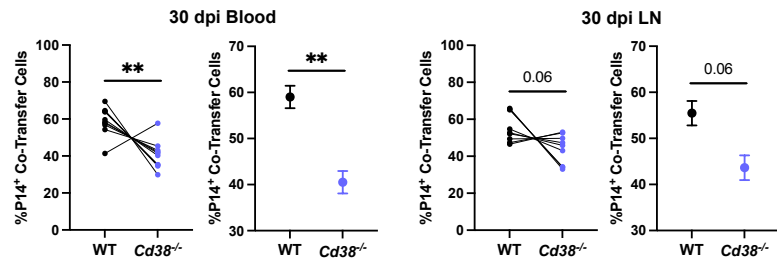 30 dpi Blood
%P14⁺ Co-Transfer Cells
100
80
60
40
20
0
**
WT Cd38⁻/⁻
%P14⁺ Co-Transfer Cells
70
60
50
40
30
**
WT Cd38⁻/⁻
30 dpi LN
%P14⁺ Co-Transfer Cells
100
80
60
40
20
0
0.06
WT Cd38⁻/⁻
%P14⁺ Co-Transfer Cells
70
60
50
40
30
0.06
WT Cd38⁻/⁻